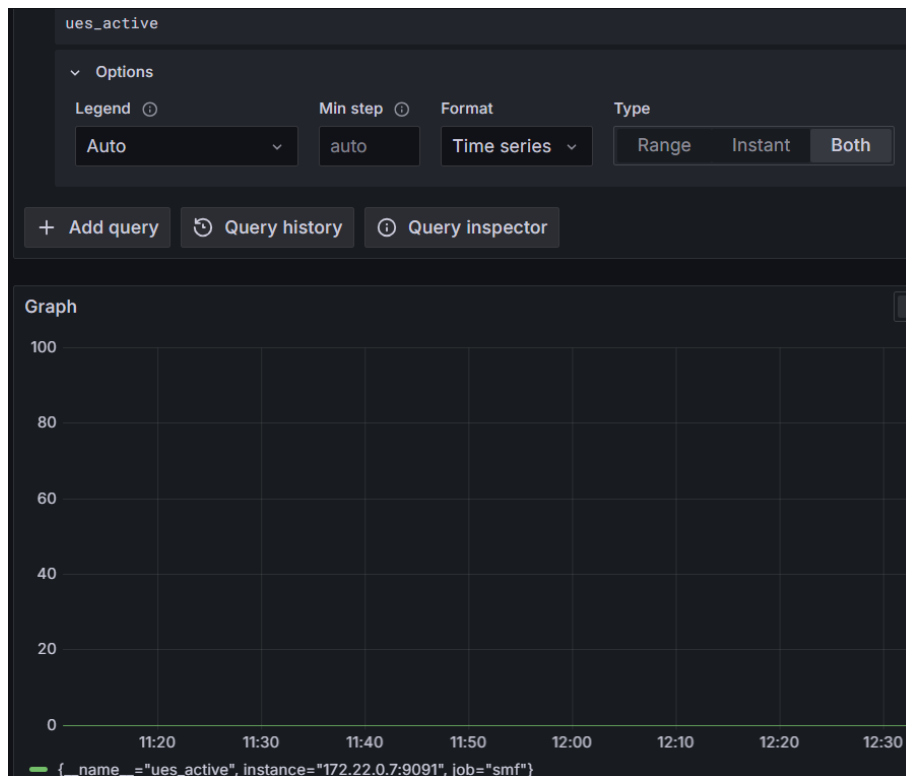 ues_active
Options
Legend Min step Format Type
Auto auto Time series Range Instant Both
+ Add query Query history Query inspector
Graph
100
80
60
40
20
0
11:20 11:30 11:40 11:50 12:00 12:10 12:20 12:30
{__name__="ues_active", instance="172.22.0.7:9091", job="smf"}